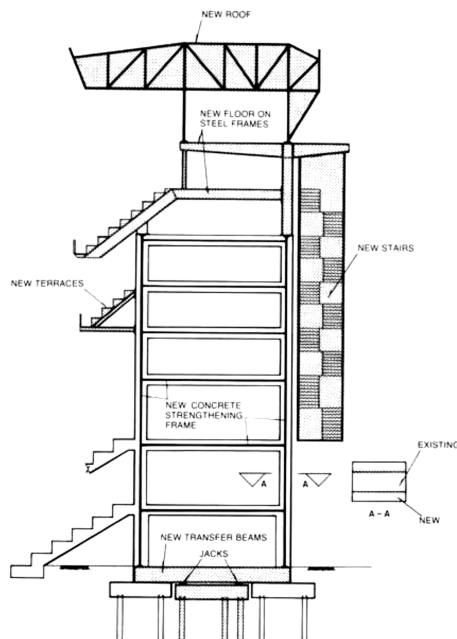 NEW ROOF
NEW FLOOR ON
STEEL FRAMES
NEW STAIRS
NEW TERRACES
NEW CONCRETE
STRENGTHENING
FRAME
A
A
EXISTING
NEW
A – A
NEW TRANSFER BEAMS
JACKS